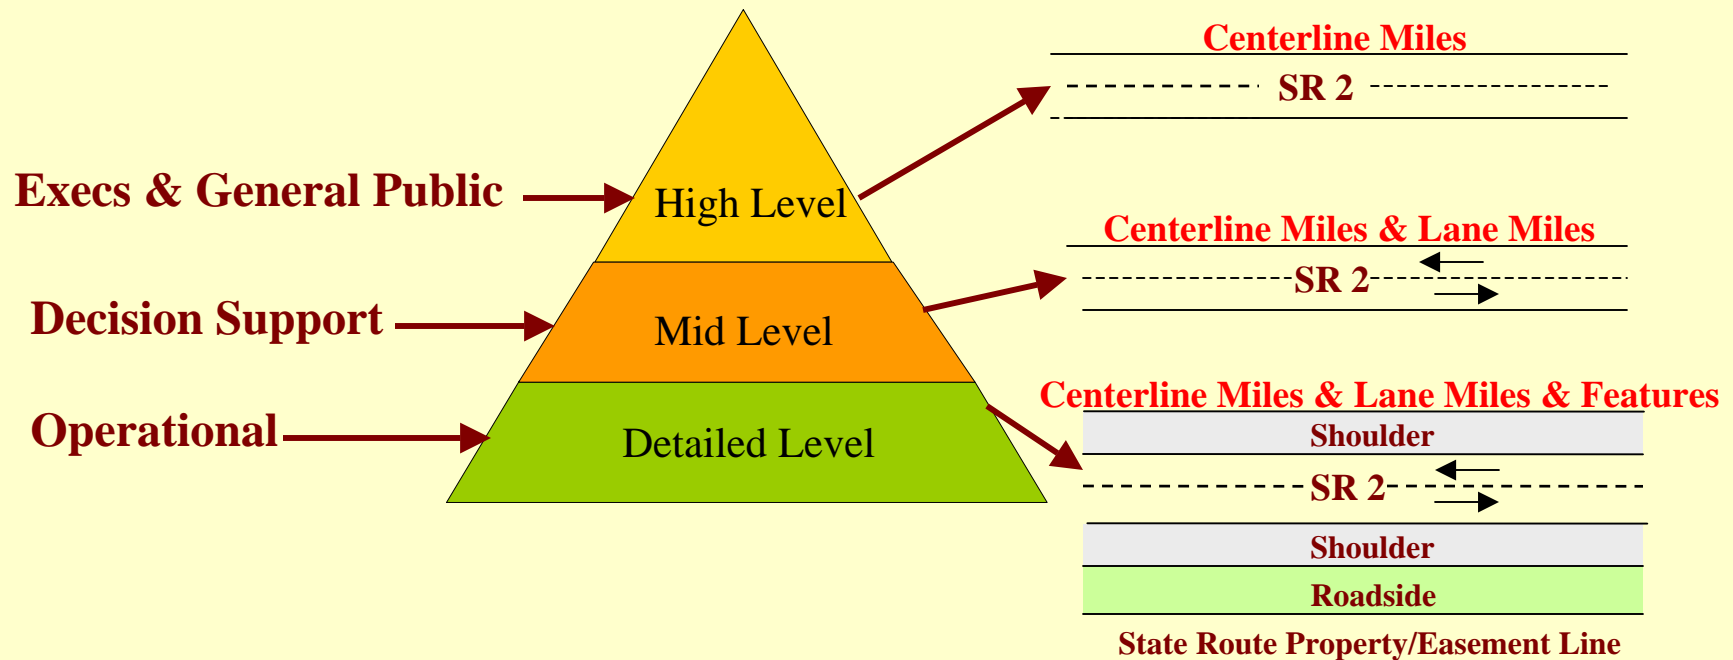 Centerline Miles
SR 2
Execs & General Public
High Level
Centerline Miles & Lane Miles
SR 2
Decision Support
Mid Level
Centerline Miles & Lane Miles & Features
Shoulder
Operational
Detailed Level
SR 2
Shoulder
Roadside
State Route Property/Easement Line